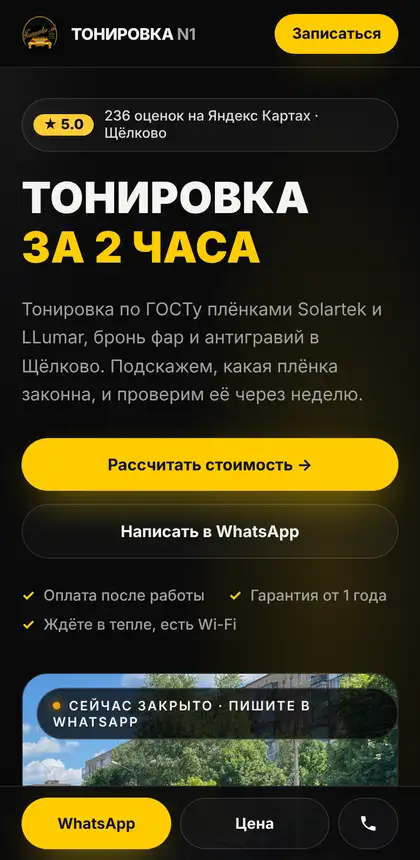 ТОНИРОВКА N1
Записаться
★ 5.0
236 оценок на Яндекс Картах ·
Щёлково
ТОНИРОВКА
ЗА 2 ЧАСА
Тонировка по ГОСТу плёнками Solartek и
LLumar, бронь фар и антигравий в
Щёлково. Подскажем, какая плёнка
законна, и проверим её через неделю.
Рассчитать стоимость →
Написать в WhatsApp
✓ Оплата после работы
✓ Гарантия от 1 года
✓ Ждёте в тепле, есть Wi-Fi
СЕЙЧАС ЗАКРЫТО · ПИШИТЕ В
WHATSAPP
WhatsApp
Цена